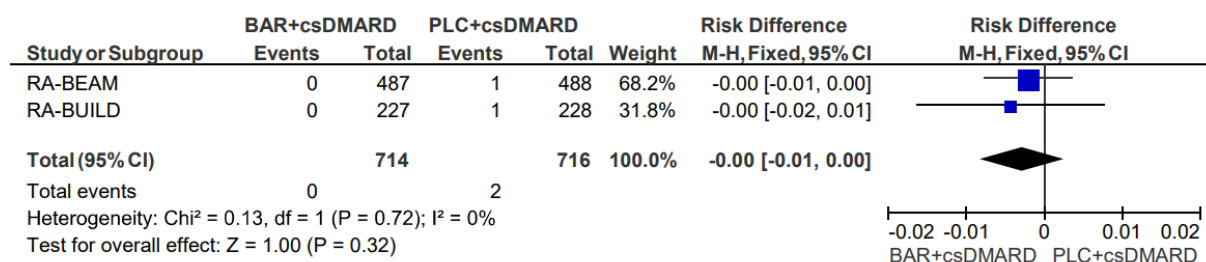 BAR+csDMARD PLC+csDMARD Risk Difference Risk Difference
Study or Subgroup Events Total Events Total Weight M-H, Fixed, 95% CI M-H, Fixed, 95% CI
RA-BEAM 0 487 1 488 68.2% -0.00 [-0.01, 0.00]
RA-BUILD 0 227 1 228 31.8% -0.00 [-0.02, 0.01]
Total (95% CI) 714 716 100.0% -0.00 [-0.01, 0.00]
Total events 0 2
Heterogeneity: Chi² = 0.13, df = 1 (P = 0.72); I² = 0%
Test for overall effect: Z = 1.00 (P = 0.32)
-0.02 -0.01 0 0.01 0.02
BAR+csDMARD PLC+csDMARD